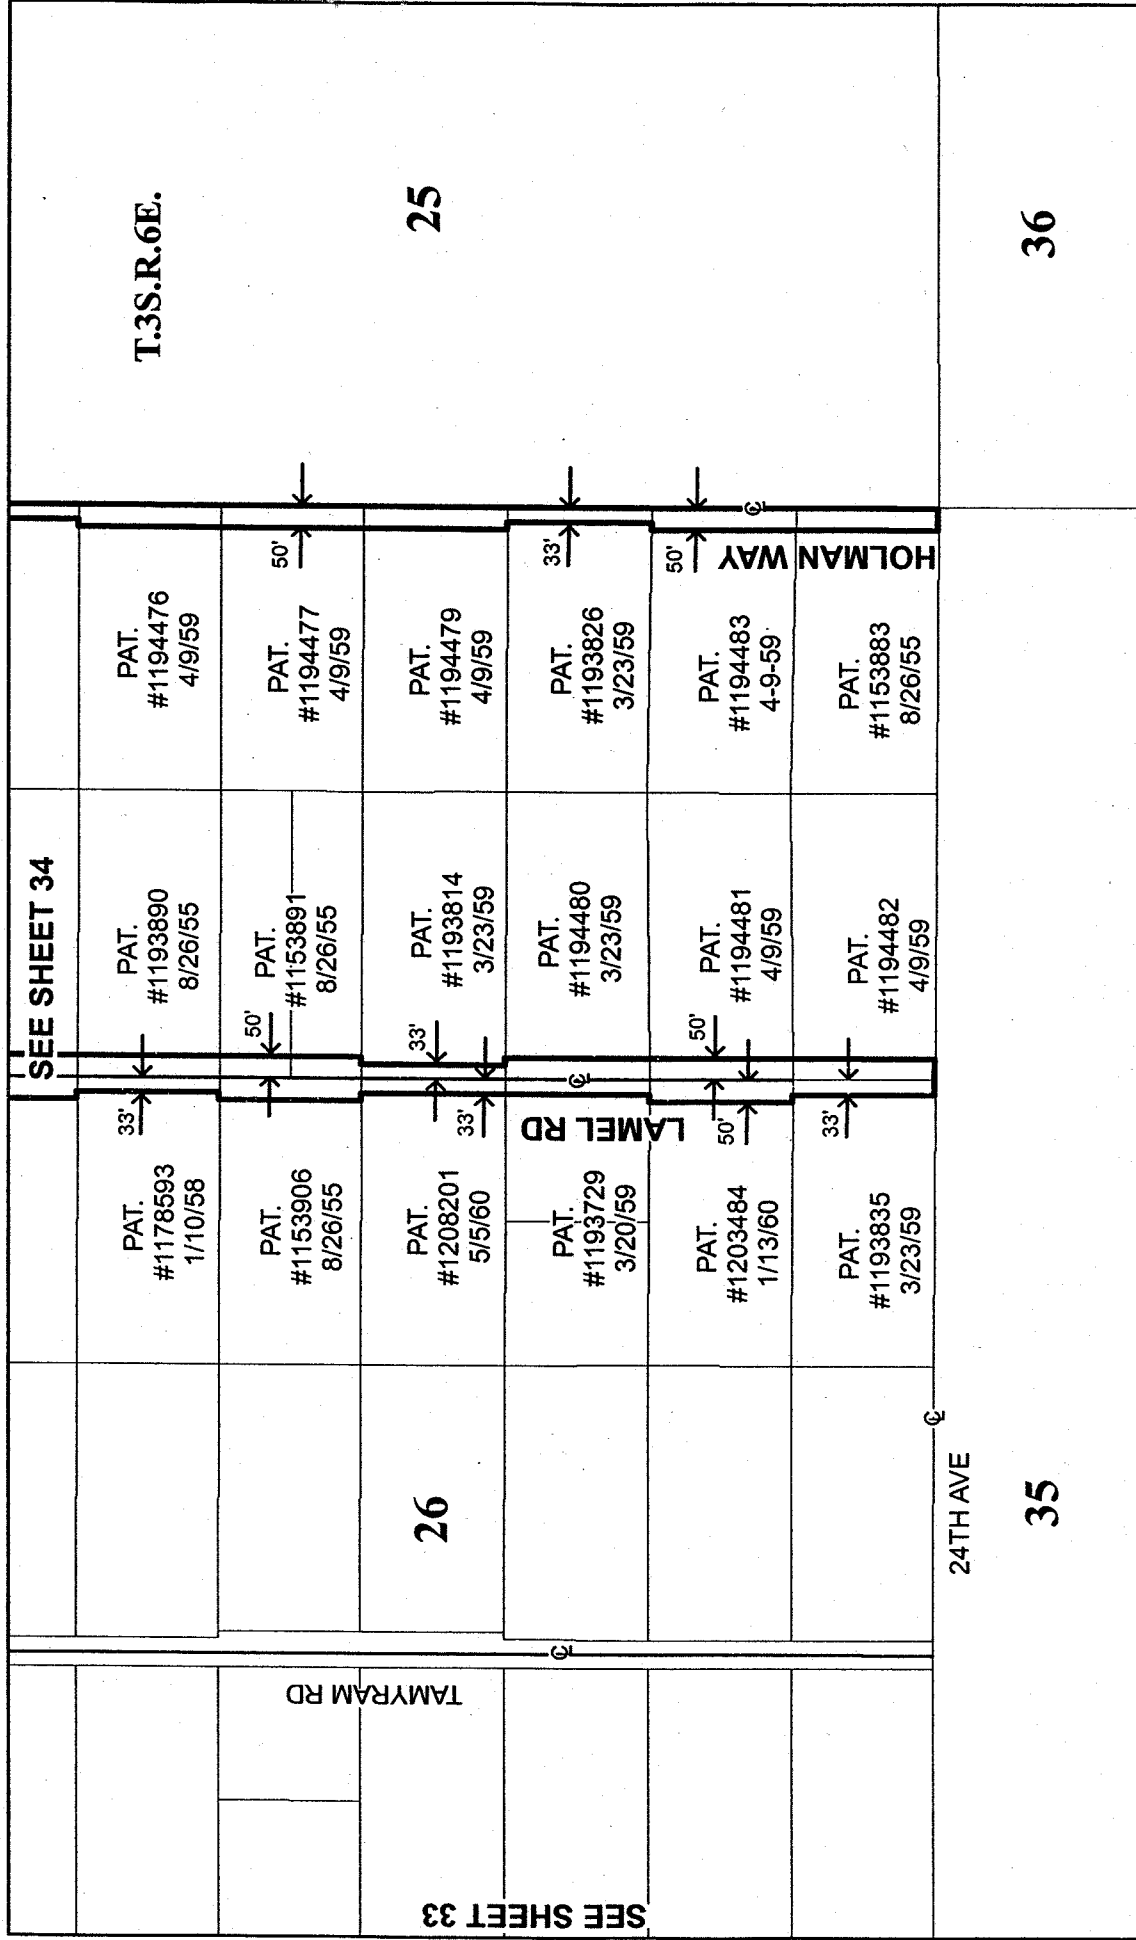 T.3S.R.6E.
25
36
SEE SHEET 34
PAT.
#1194476
4/9/59
PAT.
#1194477
4/9/59
PAT.
#1194479
4/9/59
PAT.
#1193826
3/23/59
PAT.
#1194483
4-9-59
PAT.
#1153883
8/26/55
50'
33'
50'
HOLMAN WAY
℄
PAT.
#1193890
8/26/55
PAT.
#1153891
8/26/55
PAT.
#1193814
3/23/59
PAT.
#1194480
3/23/59
PAT.
#1194481
4/9/59
PAT.
#1194482
4/9/59
50'
33'
50'
33'
33'
50'
33'
LAMEL RD
℄
PAT.
#1178593
1/10/58
PAT.
#1153906
8/26/55
PAT.
#1208201
5/5/60
PAT.
#1193729
3/20/59
PAT.
#1203484
1/13/60
PAT.
#1193835
3/23/59
26
℄
24TH AVE
35
TAMYRAM RD
℄
SEE SHEET 33